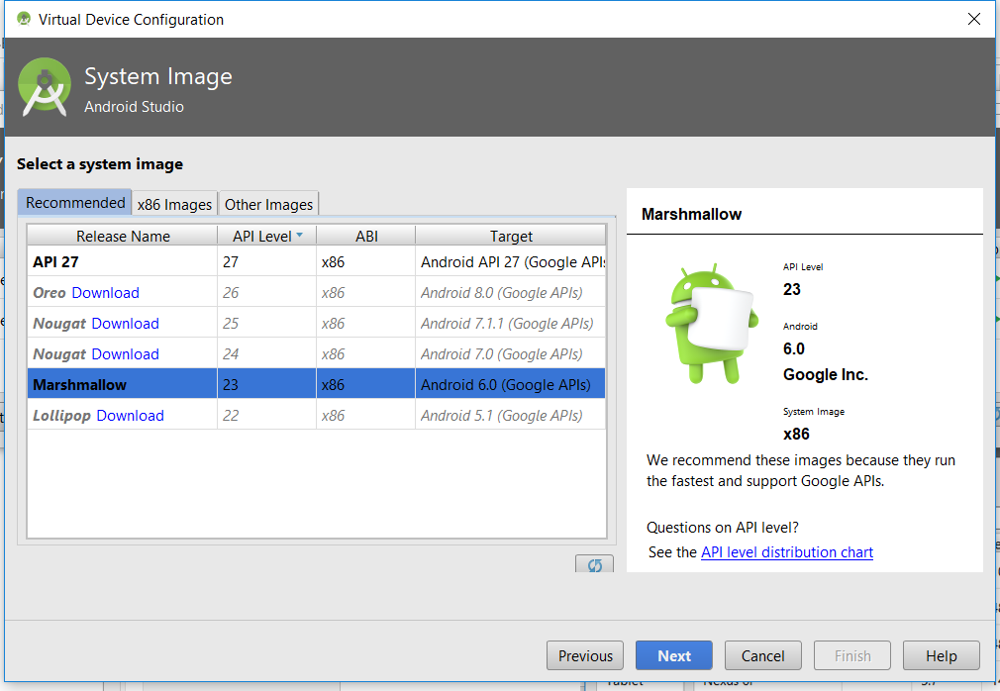 Virtual Device Configuration
System Image
Android Studio
Select a system image
Recommended x86 Images Other Images
Release Name API Level ABI Target
API 27 27 x86 Android API 27 (Google APIs
Oreo Download 26 x86 Android 8.0 (Google APIs)
Nougat Download 25 x86 Android 7.1.1 (Google APIs)
Nougat Download 24 x86 Android 7.0 (Google APIs)
Marshmallow 23 x86 Android 6.0 (Google APIs)
Lollipop Download 22 x86 Android 5.1 (Google APIs)
Marshmallow
API Level
23
Android
6.0
Google Inc.
System Image
x86
We recommend these images because they run
the fastest and support Google APIs.
Questions on API level?
See the API level distribution chart
Previous Next Cancel Finish Help